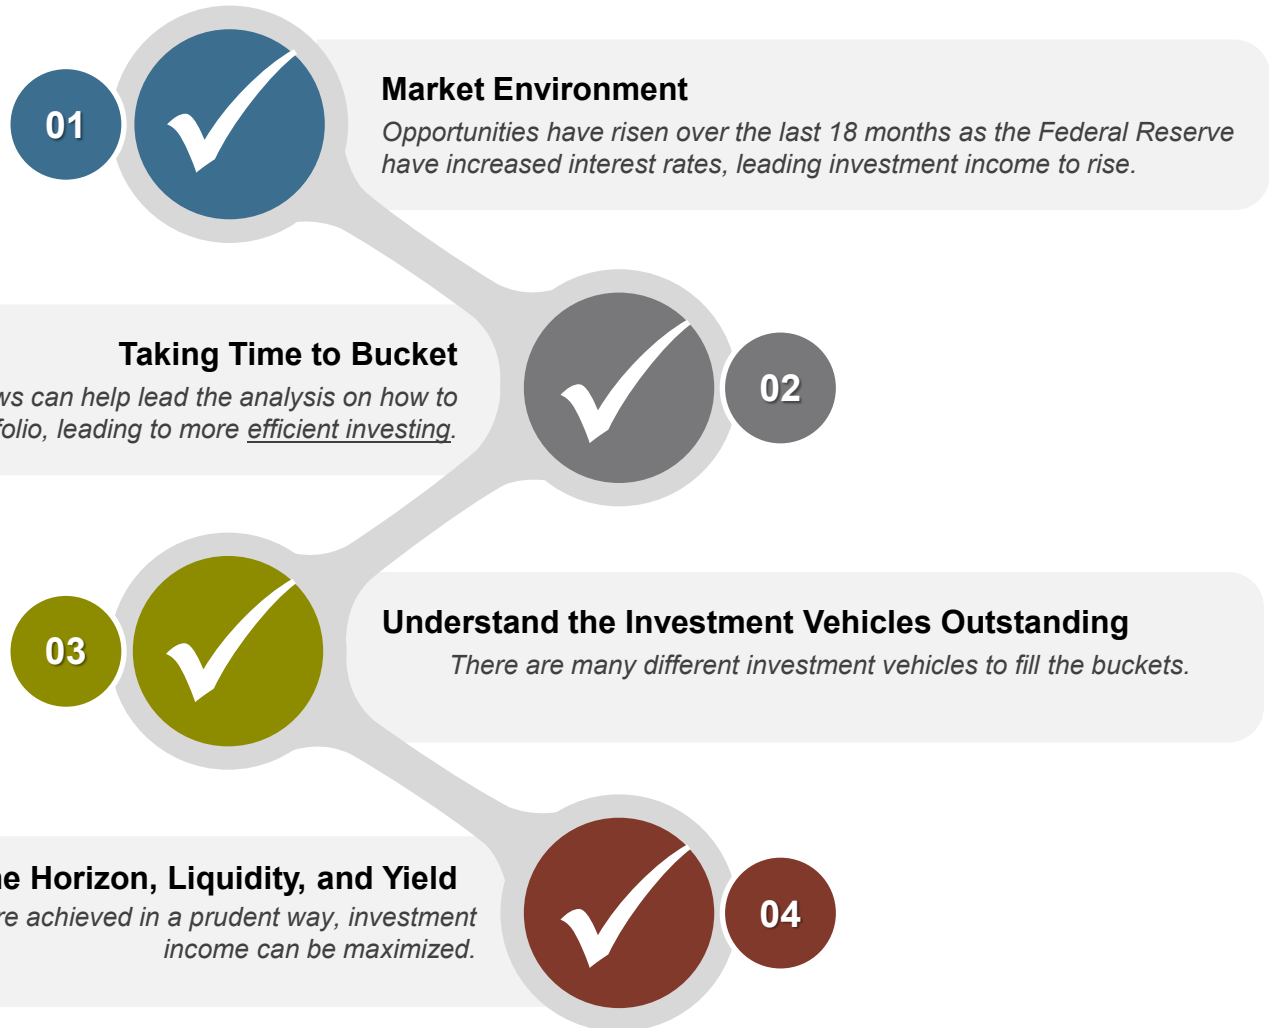 01
Market Environment
Opportunities have risen over the last 18 months as the Federal Reserve
have increased interest rates, leading investment income to rise.
Taking Time to Bucket
can help lead the analysis on how to
leading to more efficient investing.
02
03
Understand the Investment Vehicles Outstanding
There are many different investment vehicles to fill the buckets.
Horizon, Liquidity, and Yield
achieved in a prudent way, investment
income can be maximized.
04